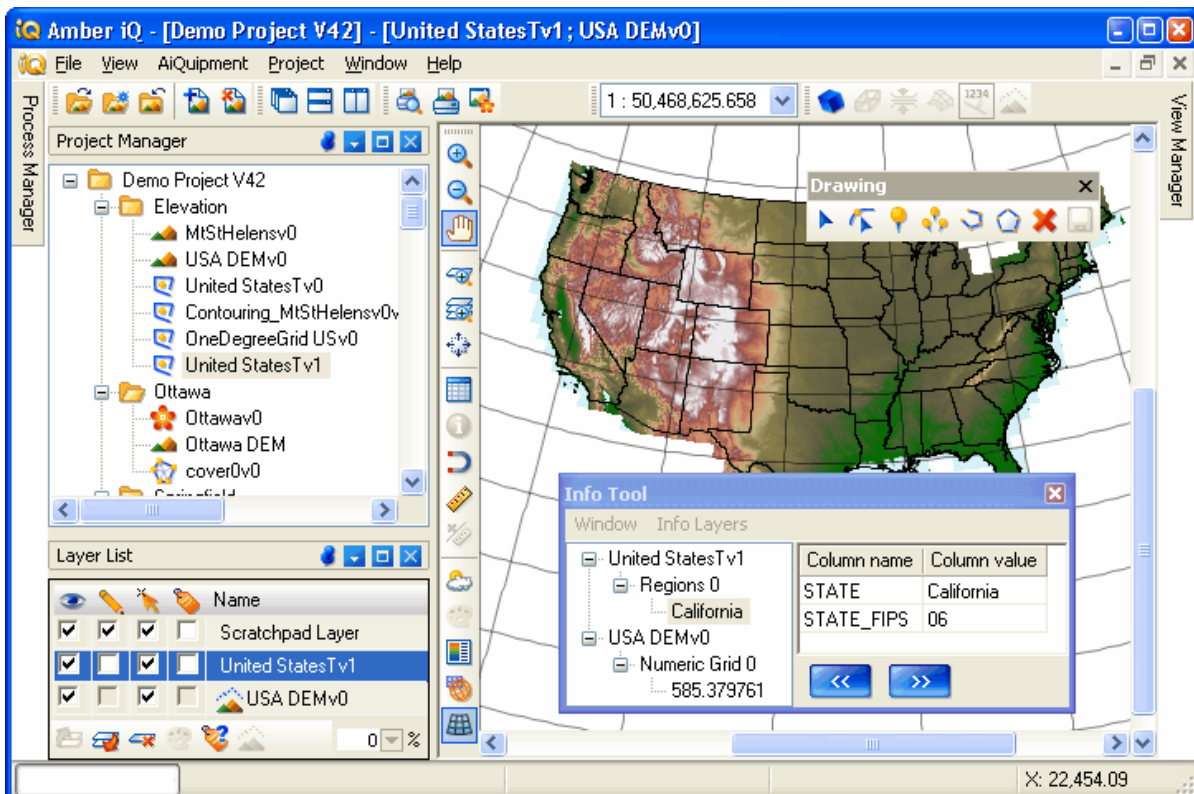 Amber iQ - [Demo Project V42] - [United StatesTv1 ; USA DEMv0]
File View AiQuipment Project Window Help
1 : 50,468,625.658
1234
Process Manager
View Manager
Project Manager
Demo Project V42
Elevation
MtStHelensv0
USA DEMv0
United StatesTv0
Contouring_MtStHelensv0v
OneDegreeGrid USv0
United StatesTv1
Ottawa
Ottawav0
Ottawa DEM
cover0v0
Springfield
Drawing
Layer List
Name
Scratchpad Layer
United StatesTv1
USA DEMv0
0 %
Info Tool
Window Info Layers
United StatesTv1
Regions 0
California
USA DEMv0
Numeric Grid 0
585.379761
Column name Column value
STATE California
STATE_FIPS 06
<< >>
X: 22,454.09